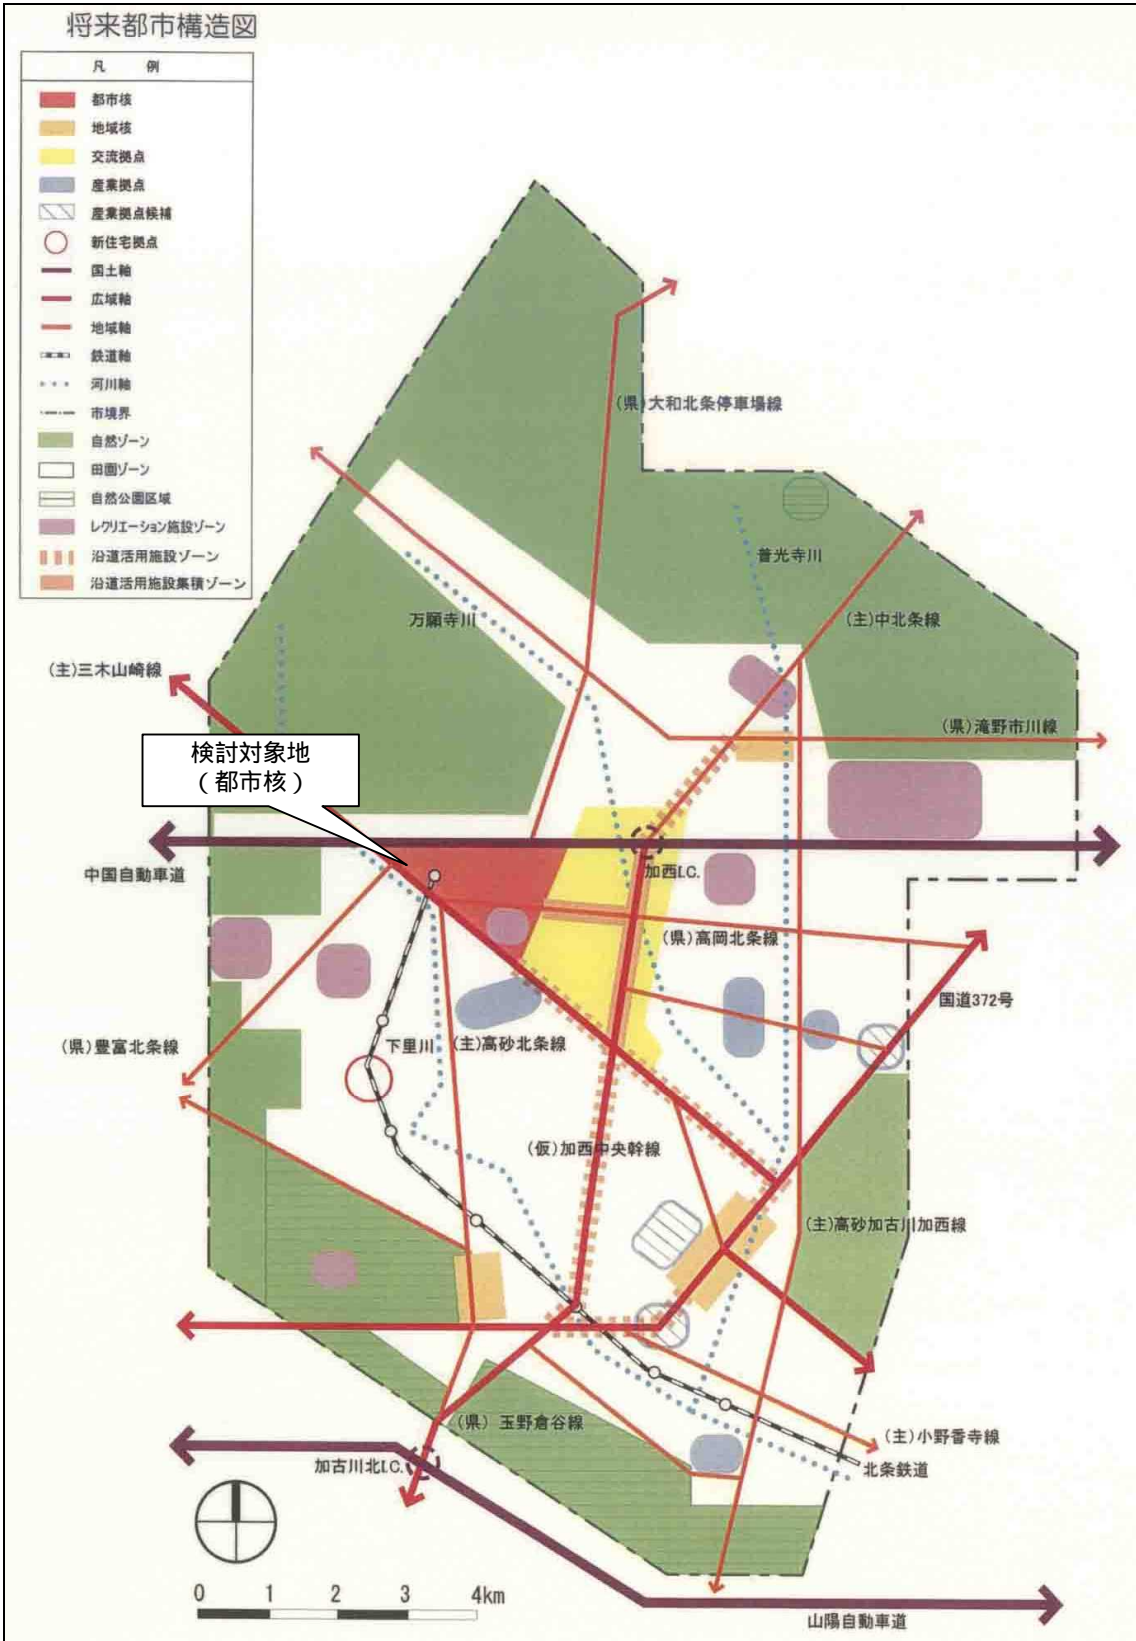 将来都市構造図
凡 例
都市核
地域核
交流拠点
産業拠点
産業拠点候補
新住宅拠点
国土軸
広域軸
地域軸
鉄道軸
河川軸
市境界
自然ゾーン
田園ゾーン
自然公園区域
レクリエーション施設ゾーン
沿道活用施設ゾーン
沿道活用施設集積ゾーン
(県)大和北条停車場線
普光寺川
万願寺川
(主)中北条線
(主)三木山崎線
(県)滝野市川線
検討対象地
(都市核)
中国自動車道
加西I.C.
(県)高岡北条線
国道372号
(県)豊富北条線
下里川
(主)高砂北条線
(仮)加西中央幹線
(主)高砂加古川加西線
(県) 玉野倉谷線
(主)小野香寺線
加古川北I.C.
北条鉄道
0 1 2 3 4km
山陽自動車道